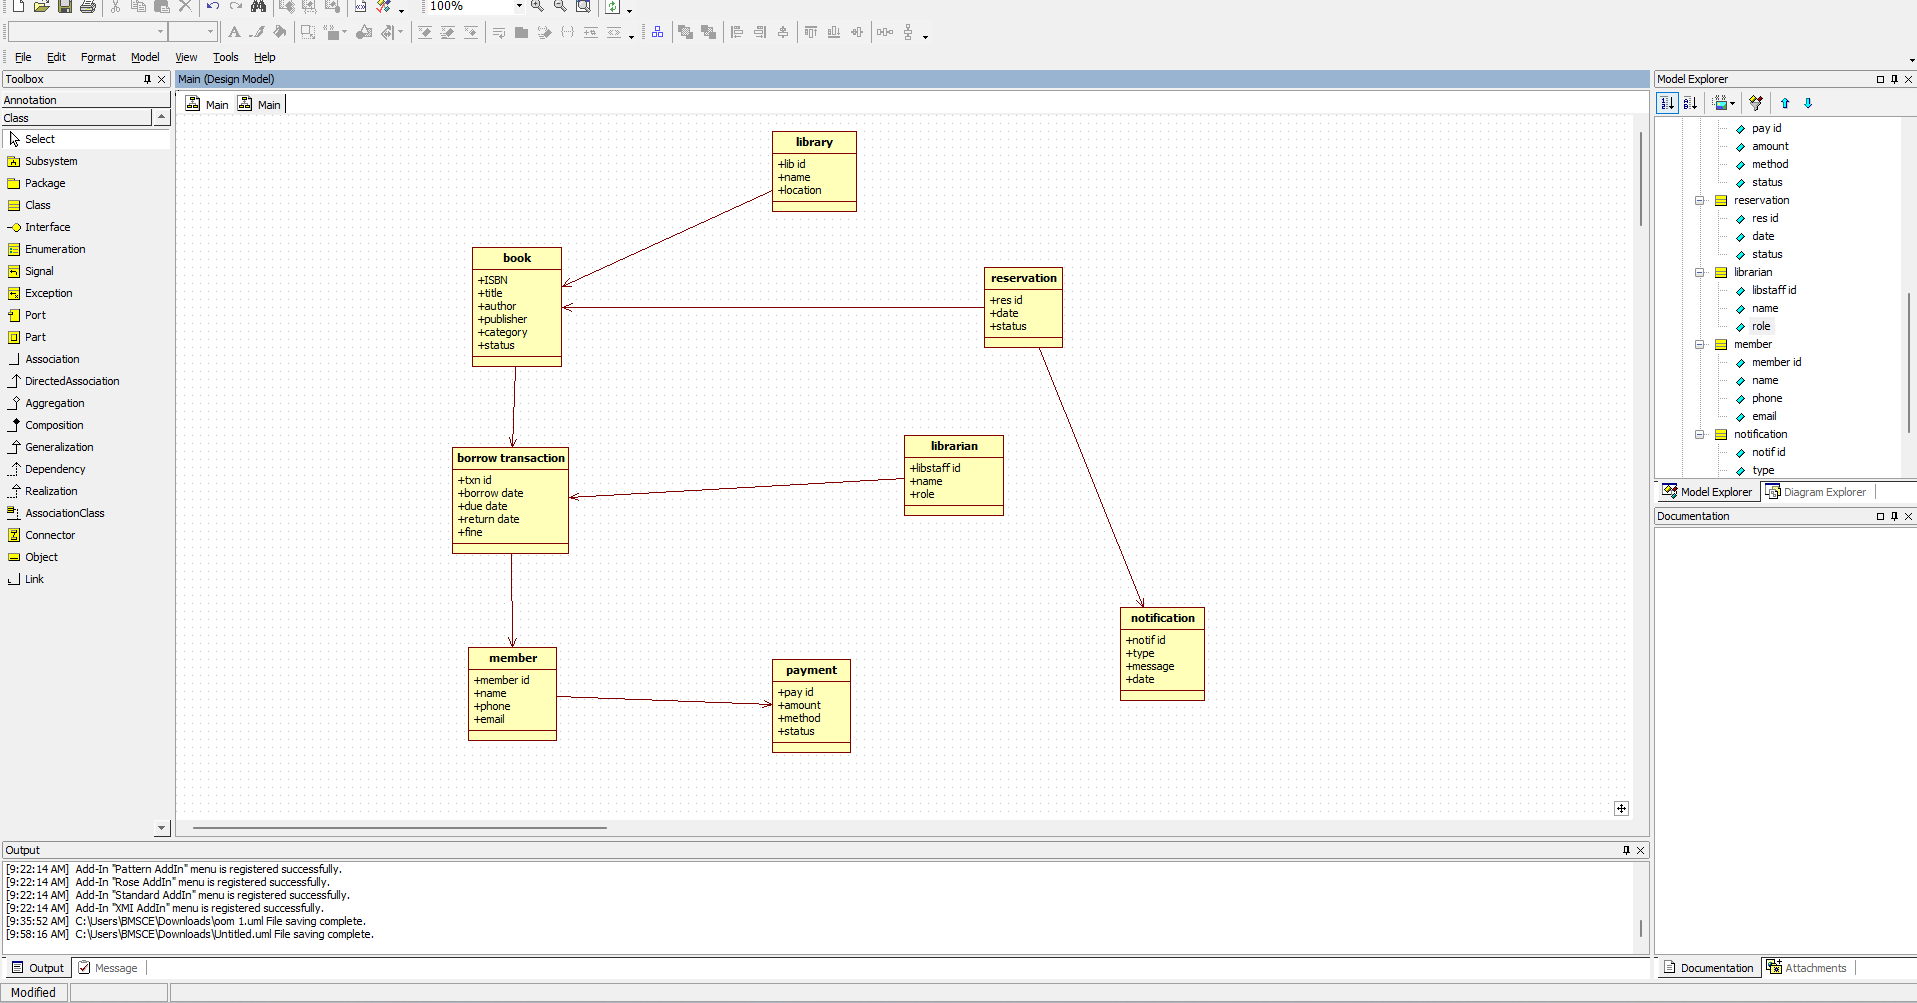 100%
File Edit Format Model View Tools Help
Toolbox
Annotation
Class
Select
Subsystem
Package
Class
Interface
Enumeration
Signal
Exception
Port
Part
Association
DirectedAssociation
Aggregation
Composition
Generalization
Dependency
Realization
AssociationClass
Connector
Object
Link
Main (Design Model)
Main Main
library
+lib id
+name
+location
book
+ISBN
+title
+author
+publisher
+category
+status
reservation
+res id
+date
+status
borrow transaction
+txn id
+borrow date
+due date
+return date
+fine
librarian
+libstaff id
+name
+role
member
+member id
+name
+phone
+email
payment
+pay id
+amount
+method
+status
notification
+notif id
+type
+message
+date
Model Explorer
pay id
amount
method
status
reservation
res id
date
status
librarian
libstaff id
name
role
member
member id
name
phone
email
notification
notif id
type
Model Explorer Diagram Explorer
Documentation
Documentation Attachments
Output
[9:22:14 AM] Add-In "Pattern AddIn" menu is registered successfully.
[9:22:14 AM] Add-In "Rose AddIn" menu is registered successfully.
[9:22:14 AM] Add-In "Standard AddIn" menu is registered successfully.
[9:22:14 AM] Add-In "XMI AddIn" menu is registered successfully.
[9:35:52 AM] C:\Users\BMSCE\Downloads\oom 1.uml File saving complete.
[9:58:16 AM] C:\Users\BMSCE\Downloads\Untitled.uml File saving complete.
Output Message
Modified